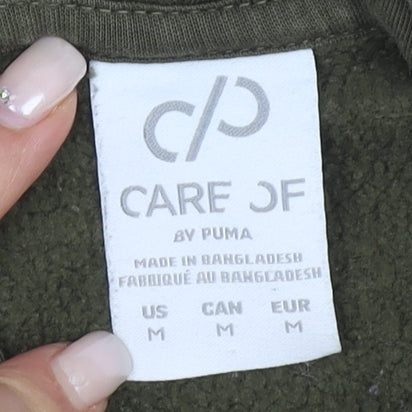 c/o
CARE OF
BY PUMA
MADE IN BANGLADESH
FABRIQUÉ AU BANGLADESH
US CAN EUR
M M M